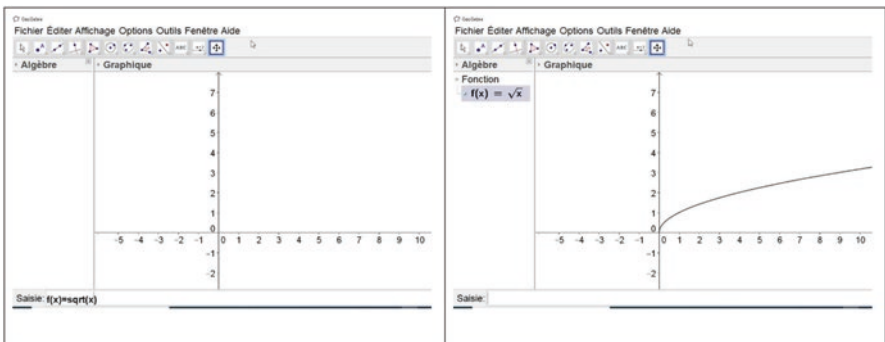 GeoGebra
Fichier Éditer Affichage Options Outils Fenêtre Aide
ABC
Algèbre
Graphique
7
6
5
4
3
2
1
0
-5 -4 -3 -2 -1 0 1 2 3 4 5 6 7 8 9 10
-1
-2
Saisie: f(x)=sqrt(x)
GeoGebra
Fichier Éditer Affichage Options Outils Fenêtre Aide
ABC
Algèbre
Graphique
Fonction
f(x) = √x
7
6
5
4
3
2
1
0
-5 -4 -3 -2 -1 0 1 2 3 4 5 6 7 8 9 10
-1
-2
Saisie: